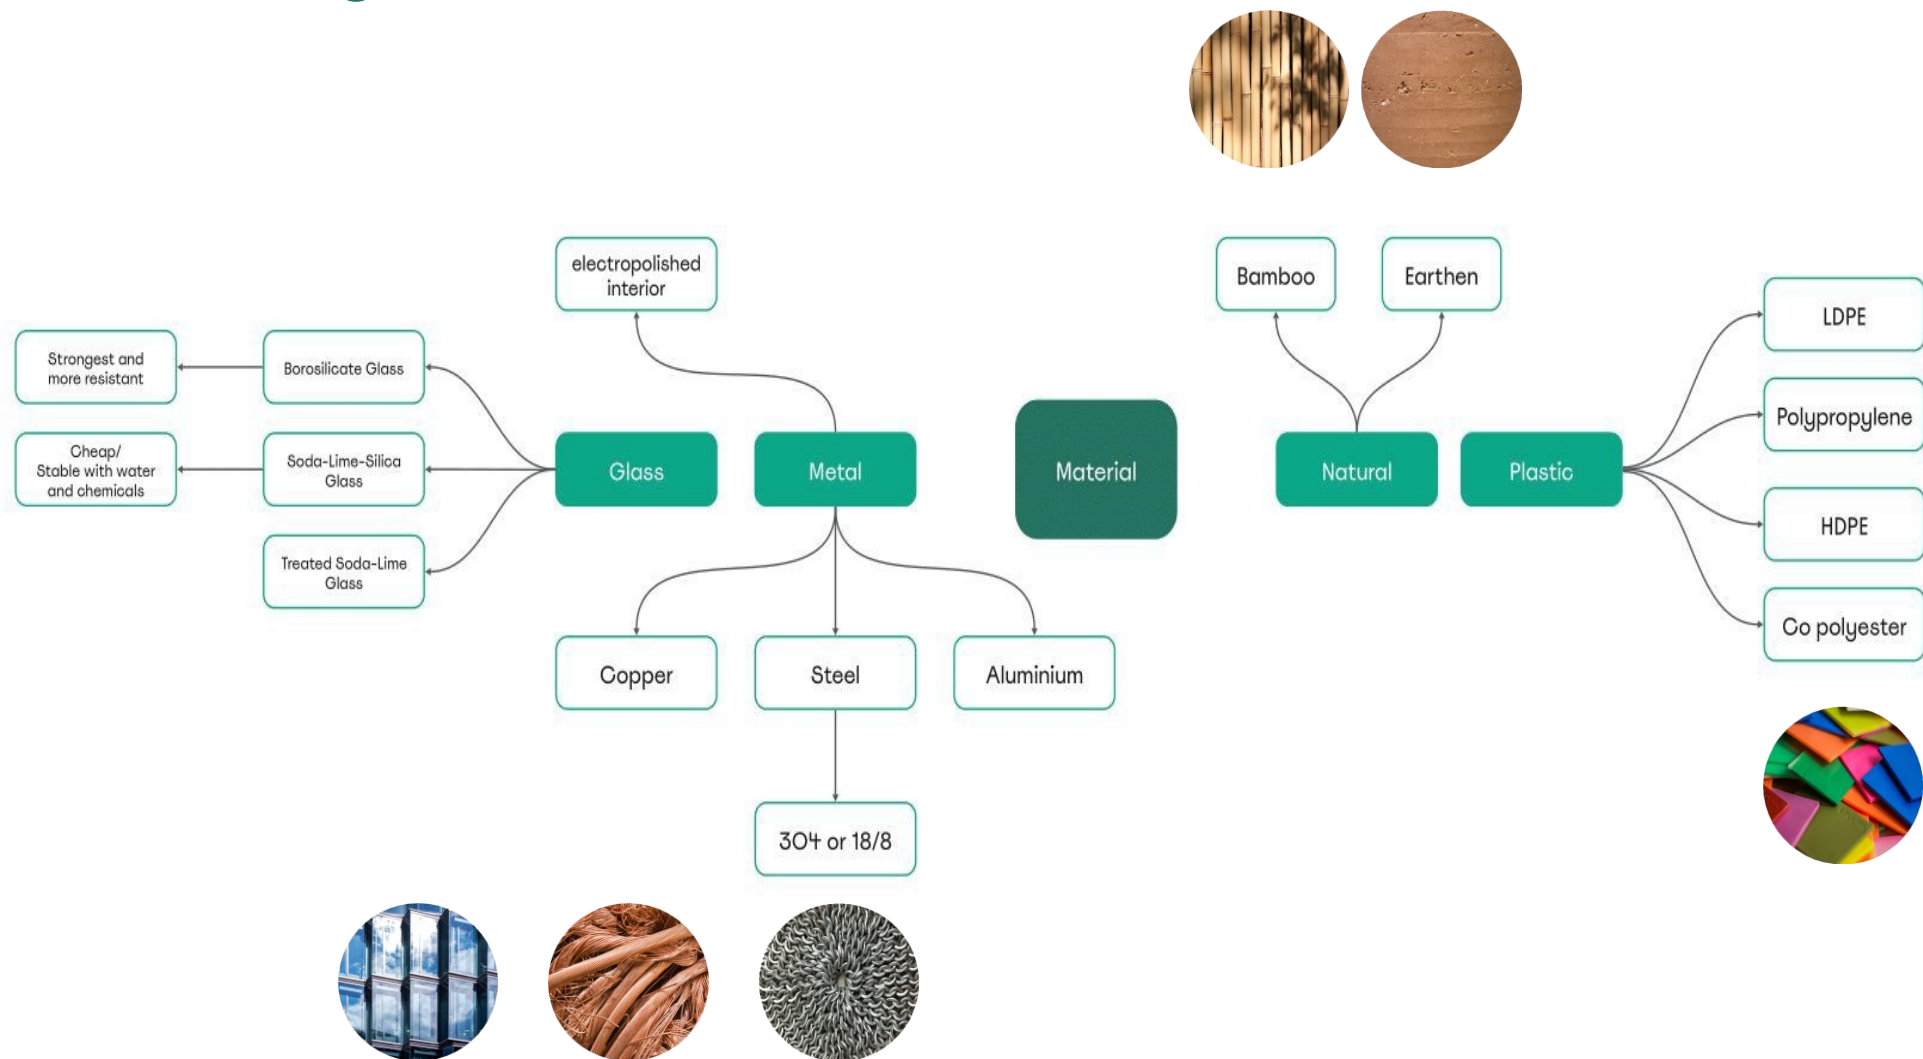 electropolished
interior
Bamboo
Earthen
LDPE
Strongest and
more resistant
Borosilicate Glass
Polypropylene
Cheap/
Stable with water
and chemicals
Soda-Lime-Silica
Glass
Glass
Metal
Material
Natural
Plastic
HDPE
Treated Soda-Lime
Glass
Co polyester
Copper
Steel
Aluminium
304 or 18/8